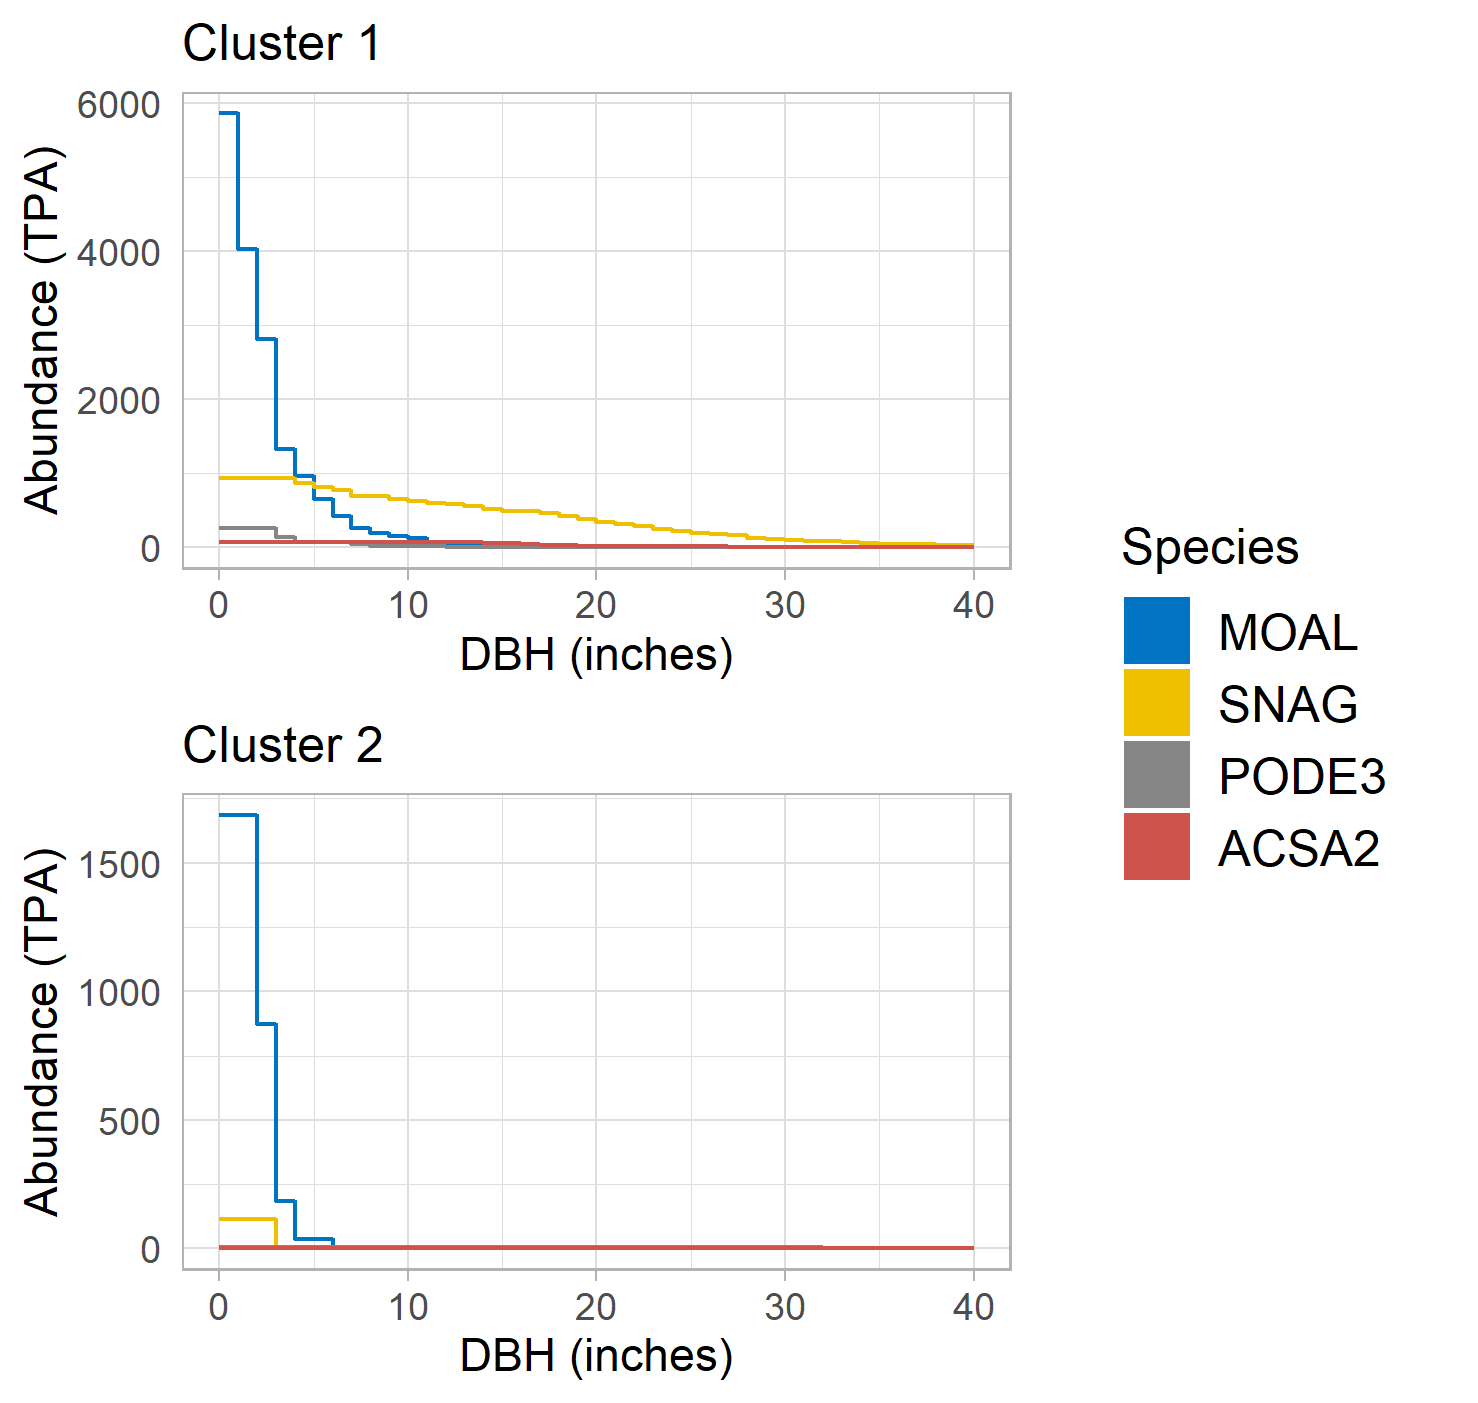 Cluster 1
Abundance (TPA)
6000
4000
2000
0
0 10 20 30 40
DBH (inches)
Cluster 2
Abundance (TPA)
1500
1000
500
0
0 10 20 30 40
DBH (inches)
Species
MOAL
SNAG
PODE3
ACSA2